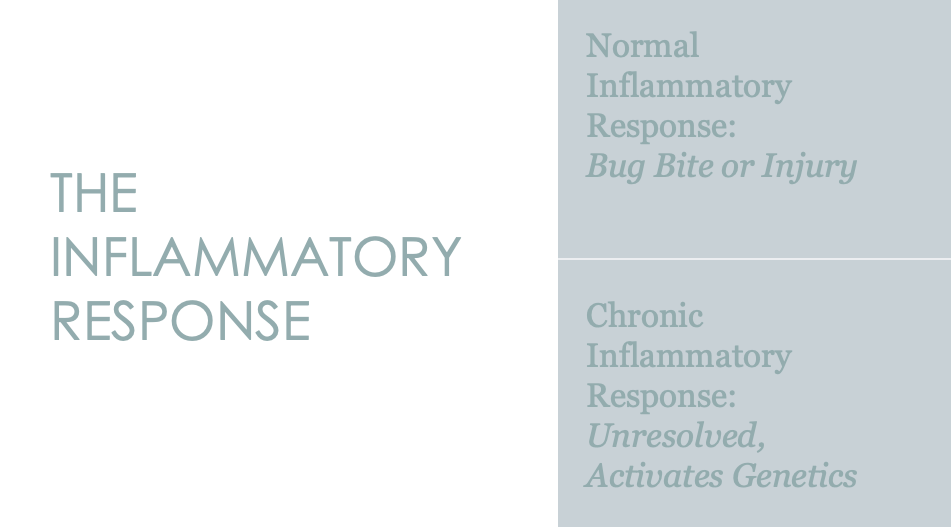 THE
INFLAMMATORY
RESPONSE
Normal
Inflammatory
Response:
Bug Bite or Injury
Chronic
Inflammatory
Response:
Unresolved,
Activates Genetics